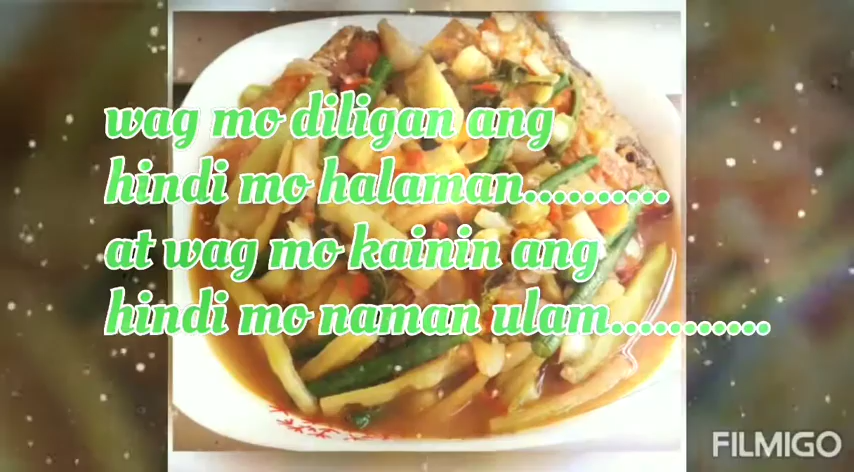 wag mo diligan ang
hindi mo halaman..........
at wag mo kainin ang
hindi mo naman ulam...........
FILMIGO